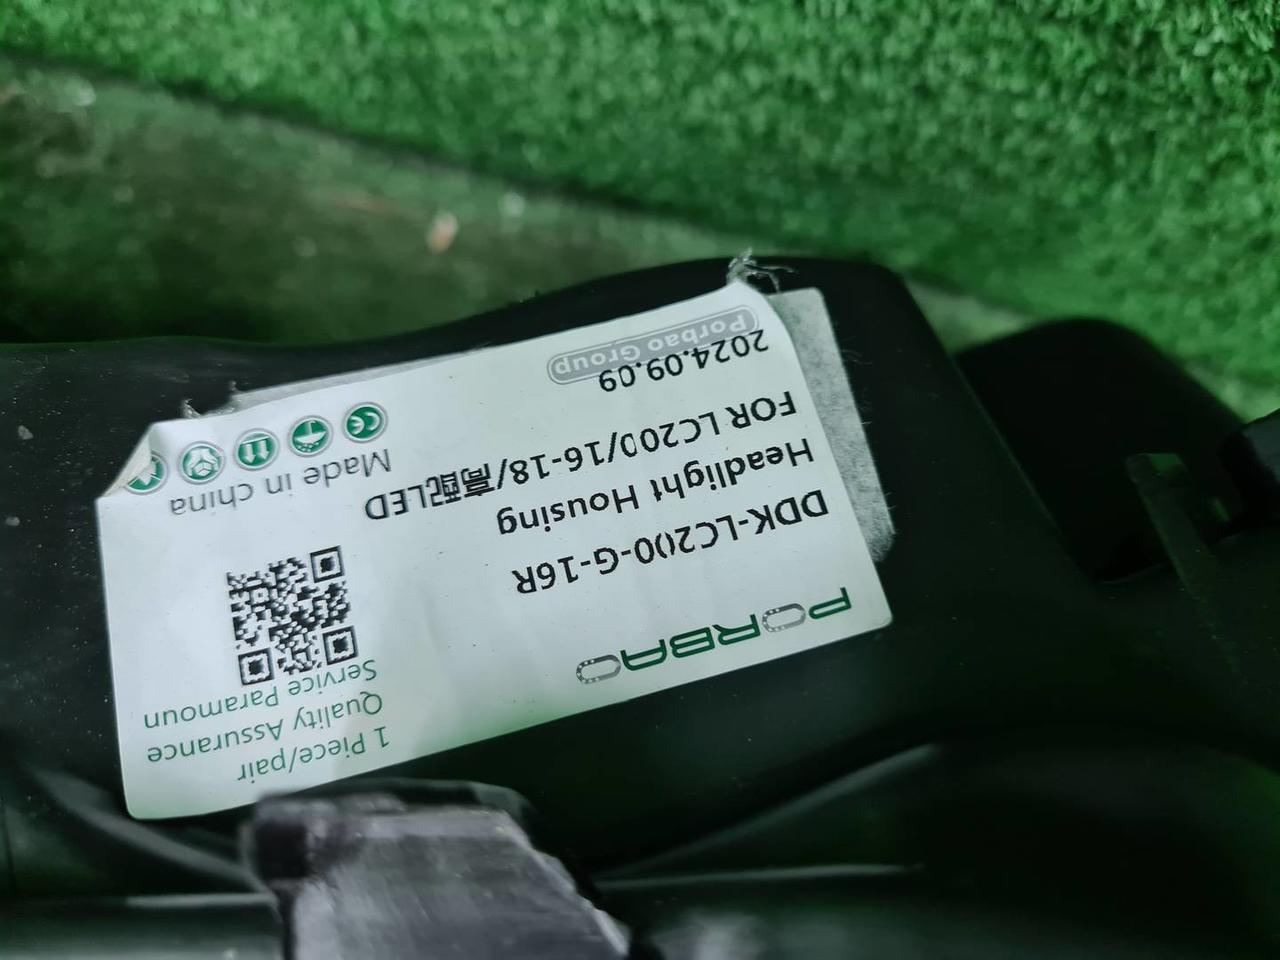 PORBAO
DDK-LC200-G-16R
Headlight Housing
FOR LC200/16-18/高配LED
2024.09.09
Porbao Group
1 Piece/pair
Quality Assurance
Service Paramoun
Made in china
CE